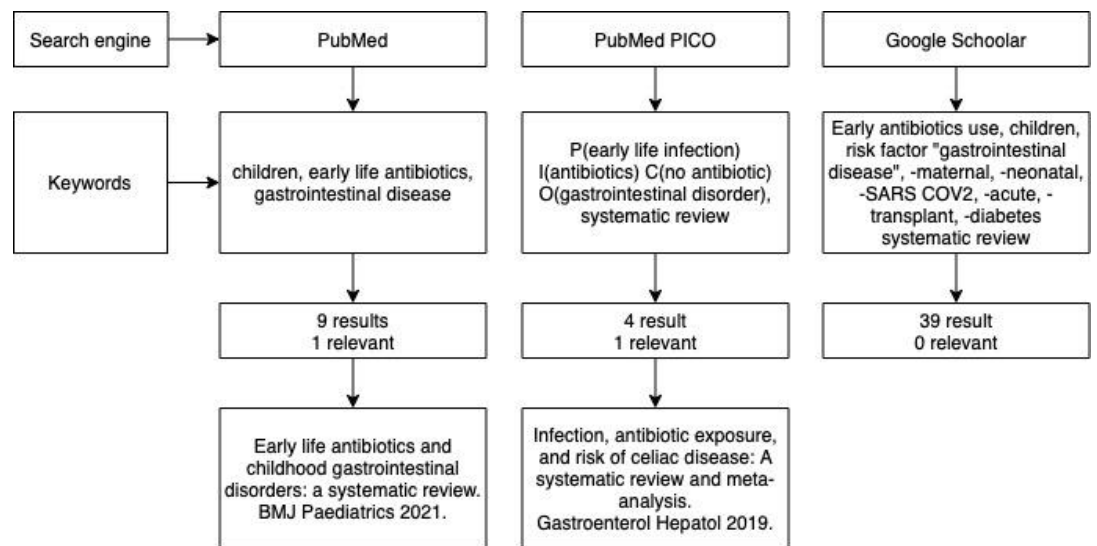 Search engine
PubMed
PubMed PICO
Google Schoolar
Keywords
children, early life antibiotics,
gastrointestinal disease
P(early life infection)
I(antibiotics) C(no antibiotic)
O(gastrointestinal disorder),
systematic review
Early antibiotics use, children,
risk factor "gastrointestinal
disease", -maternal, -neonatal,
-SARS COV2, -acute, -
transplant, -diabetes
systematic review
9 results
1 relevant
4 result
1 relevant
39 result
0 relevant
Early life antibiotics and
childhood gastrointestinal
disorders: a systematic review.
BMJ Paediatrics 2021.
Infection, antibiotic exposure,
and risk of celiac disease: A
systematic review and meta-
analysis.
Gastroenterol Hepatol 2019.